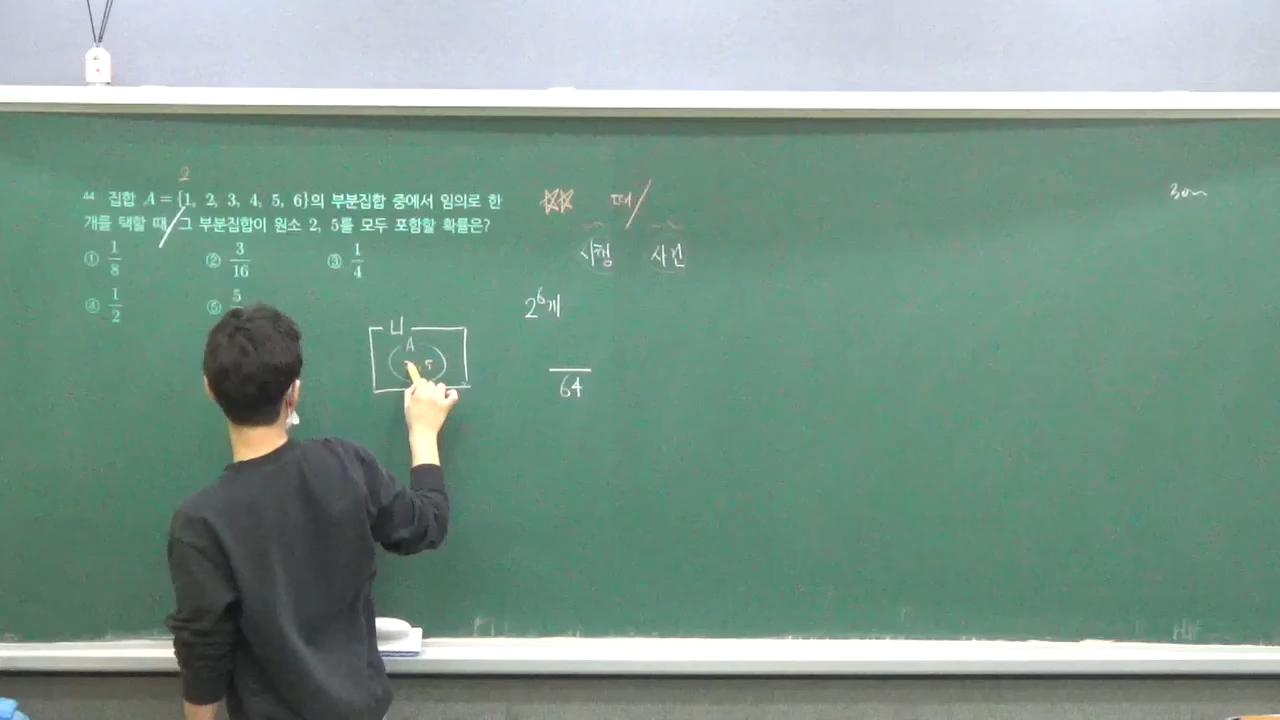 2
44 집합 A = {1, 2, 3, 4, 5, 6}의 부분집합 중에서 임의로 한
개를 택할 때, 그 부분집합이 원소 2, 5를 모두 포함할 확률은?
① 1/8 ② 3/16 ③ 1/4
④ 1/2 ⑤ 5
때/
시행 사건
2^6개
64
U
A
5